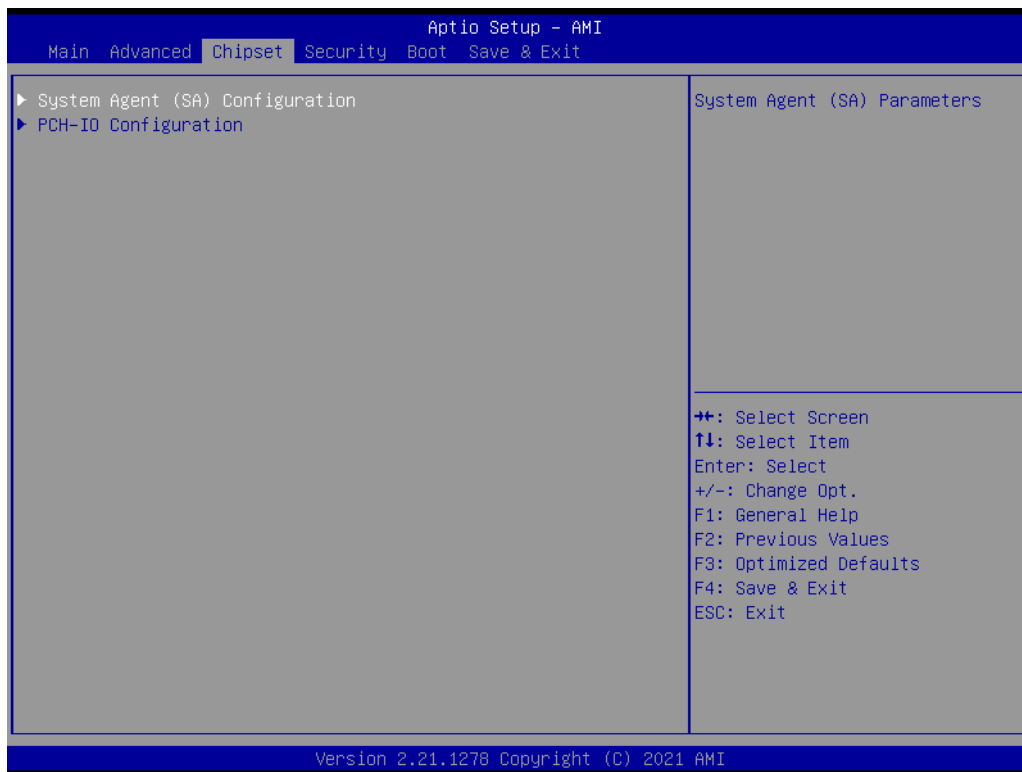 Aptio Setup – AMI
Main Advanced Chipset Security Boot Save & Exit
▶ System Agent (SA) Configuration
▶ PCH-IO Configuration
System Agent (SA) Parameters
→←: Select Screen
↑↓: Select Item
Enter: Select
+/-: Change Opt.
F1: General Help
F2: Previous Values
F3: Optimized Defaults
F4: Save & Exit
ESC: Exit
Version 2.21.1278 Copyright (C) 2021 AMI